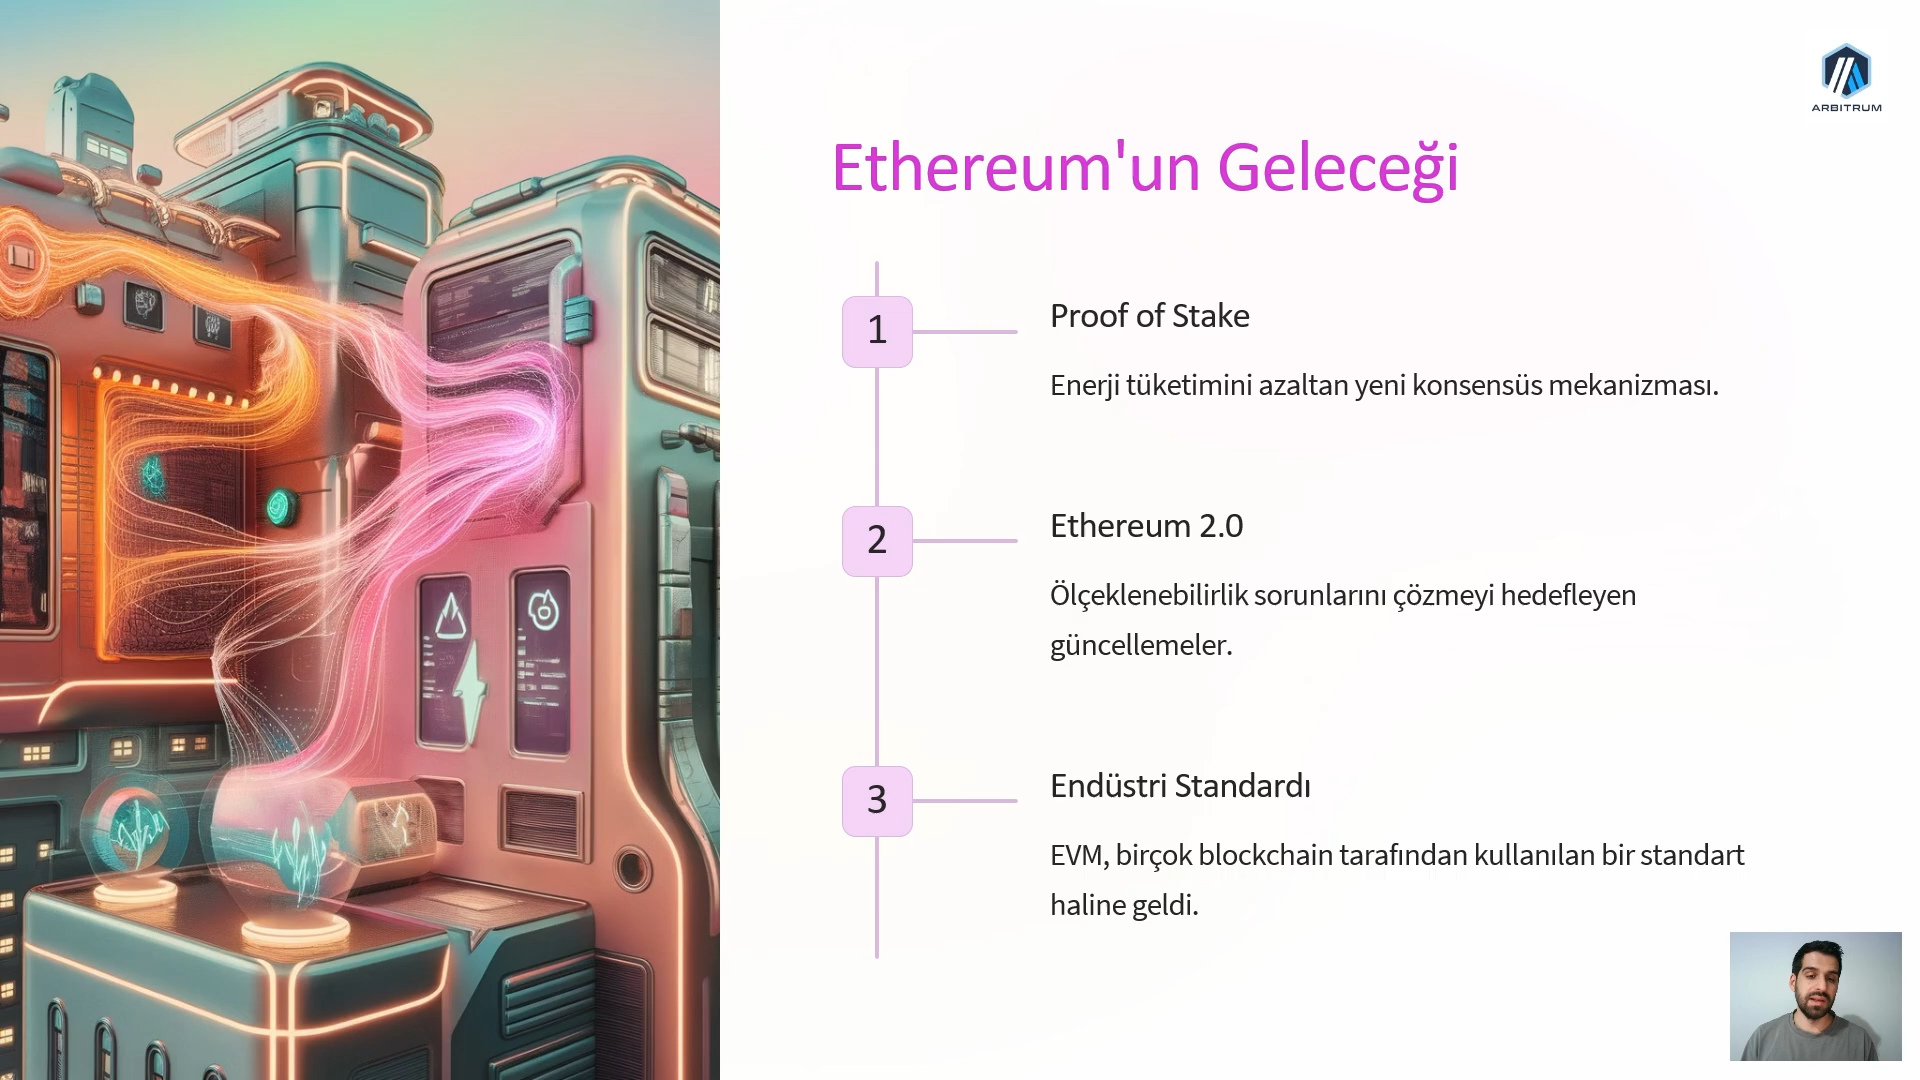 ARBITRUM
Ethereum'un Geleceği
1
Proof of Stake
Enerji tüketimini azaltan yeni konsensüs mekanizması.
2
Ethereum 2.0
Ölçeklenebilirlik sorunlarını çözmeyi hedefleyen
güncellemeler.
3
Endüstri Standardı
EVM, birçok blockchain tarafından kullanılan bir standart
haline geldi.